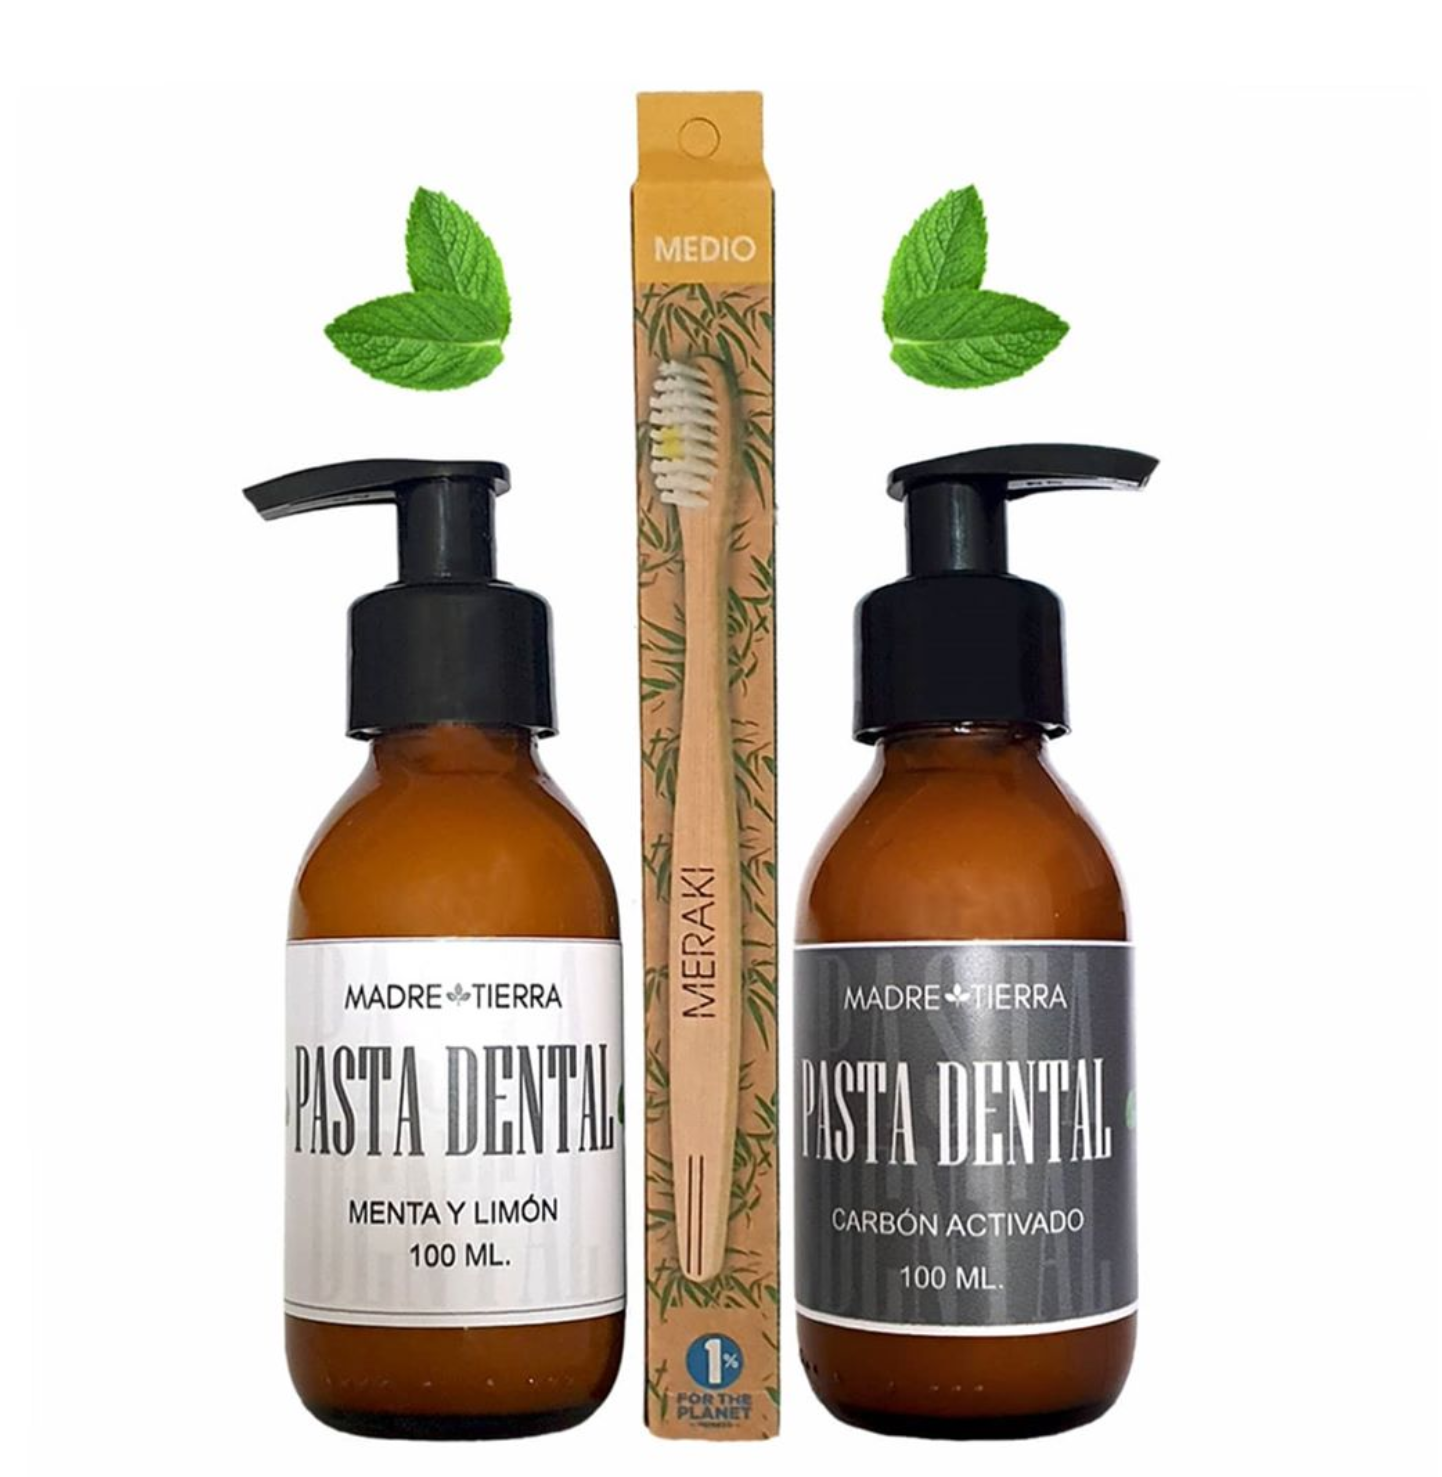 MEDIO
MERAKI
1%
FOR THE
PLANET
MADRE TIERRA
PASTA DENTAL
MENTA Y LIMÓN
100 ML.
MADRE TIERRA
PASTA DENTAL
CARBÓN ACTIVADO
100 ML.